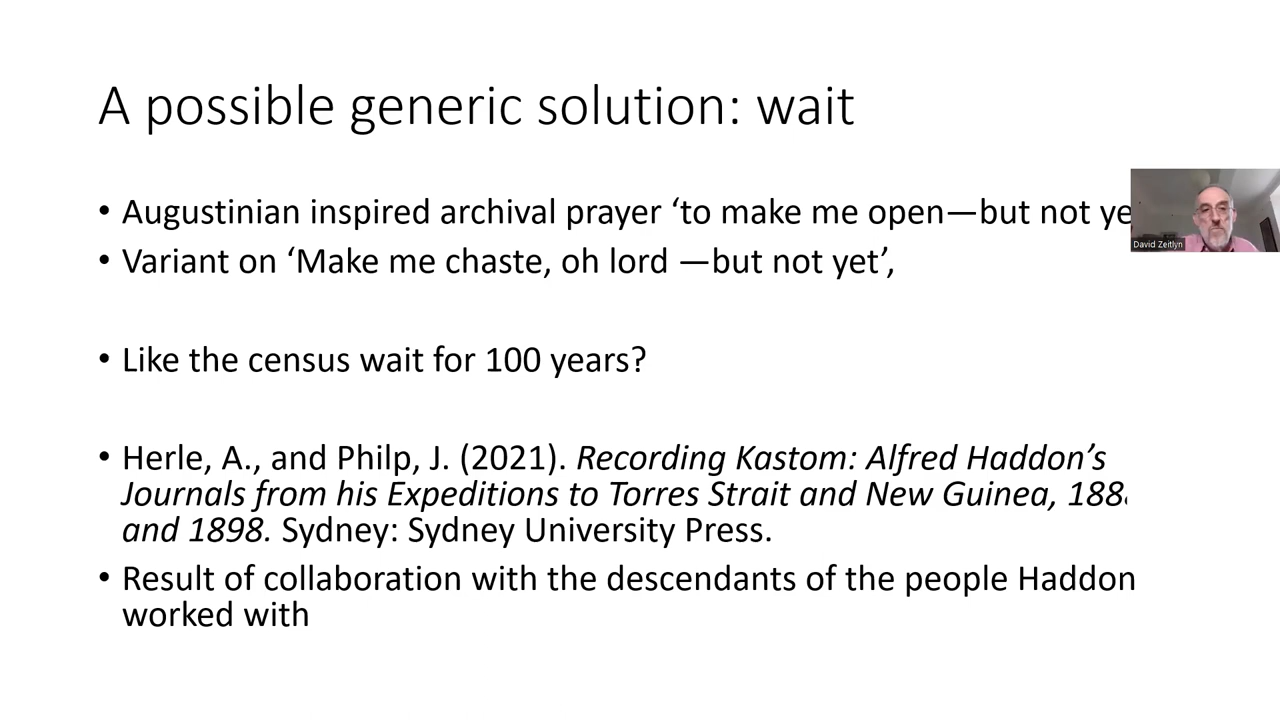 A possible generic solution: wait
• Augustinian inspired archival prayer ‘to make me open—but not
• Variant on ‘Make me chaste, oh lord —but not yet’,
• Like the census wait for 100 years?
• Herle, A., and Philp, J. (2021). Recording Kastom: Alfred Haddon’s
Journals from his Expeditions to Torres Strait and New Guinea,
and 1898. Sydney: Sydney University Press.
• Result of collaboration with the descendants of the people Haddon
worked with
David Zeitlyn